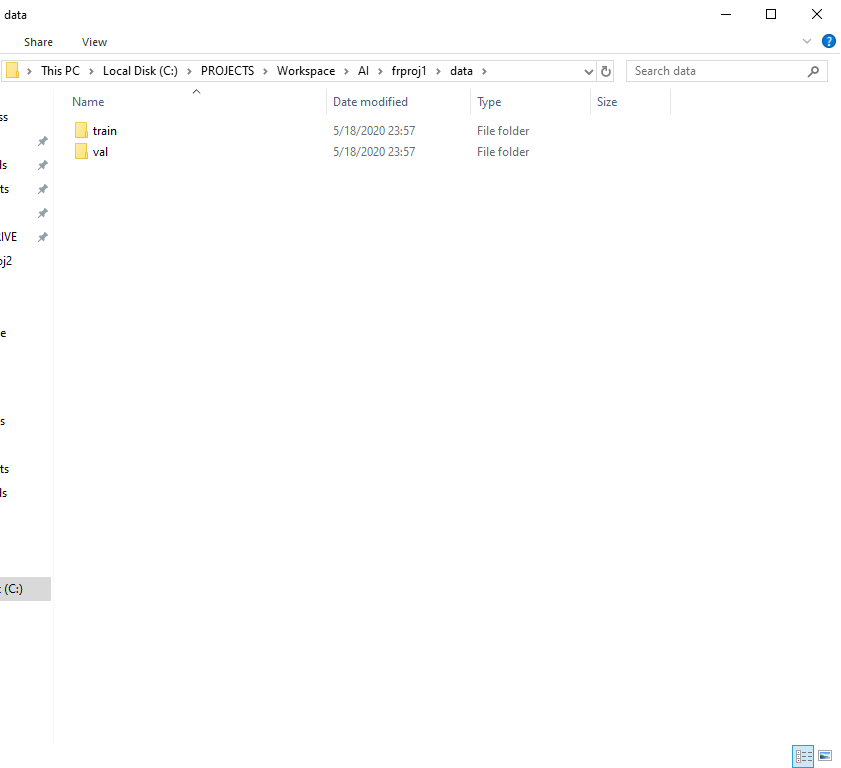 data
Share View
?
This PC Local Disk (C:) PROJECTS Workspace AI frproj1 data
Search data
Name Date modified Type Size
train 5/18/2020 23:57 File folder
val 5/18/2020 23:57 File folder
ss
ls
ts
IVE
oj2
e
s
ts
ls
(C:)